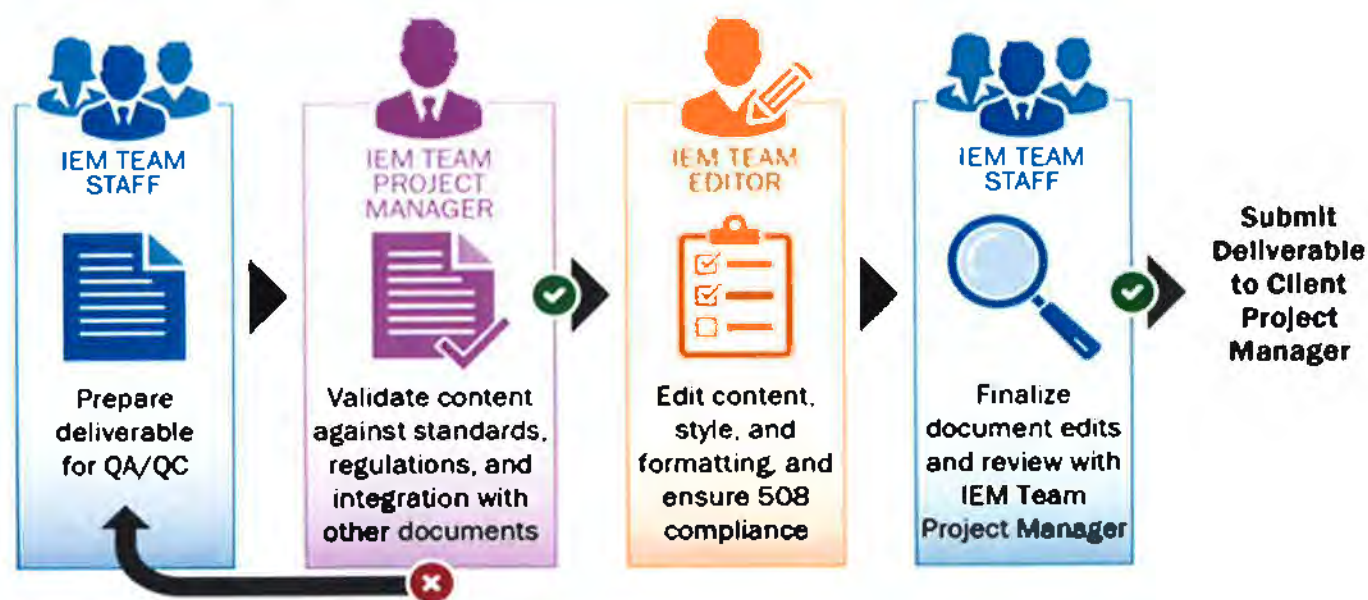 IEM TEAM
STAFF
Prepare
deliverable
for QA/QC
IEM TEAM
PROJECT
MANAGER
Validate content
against standards,
regulations, and
integration with
other documents
IEM TEAM
EDITOR
Edit content,
style, and
formatting, and
ensure 508
compliance
IEM TEAM
STAFF
Finalize
document edits
and review with
IEM Team
Project Manager
Submit
Deliverable
to Client
Project
Manager